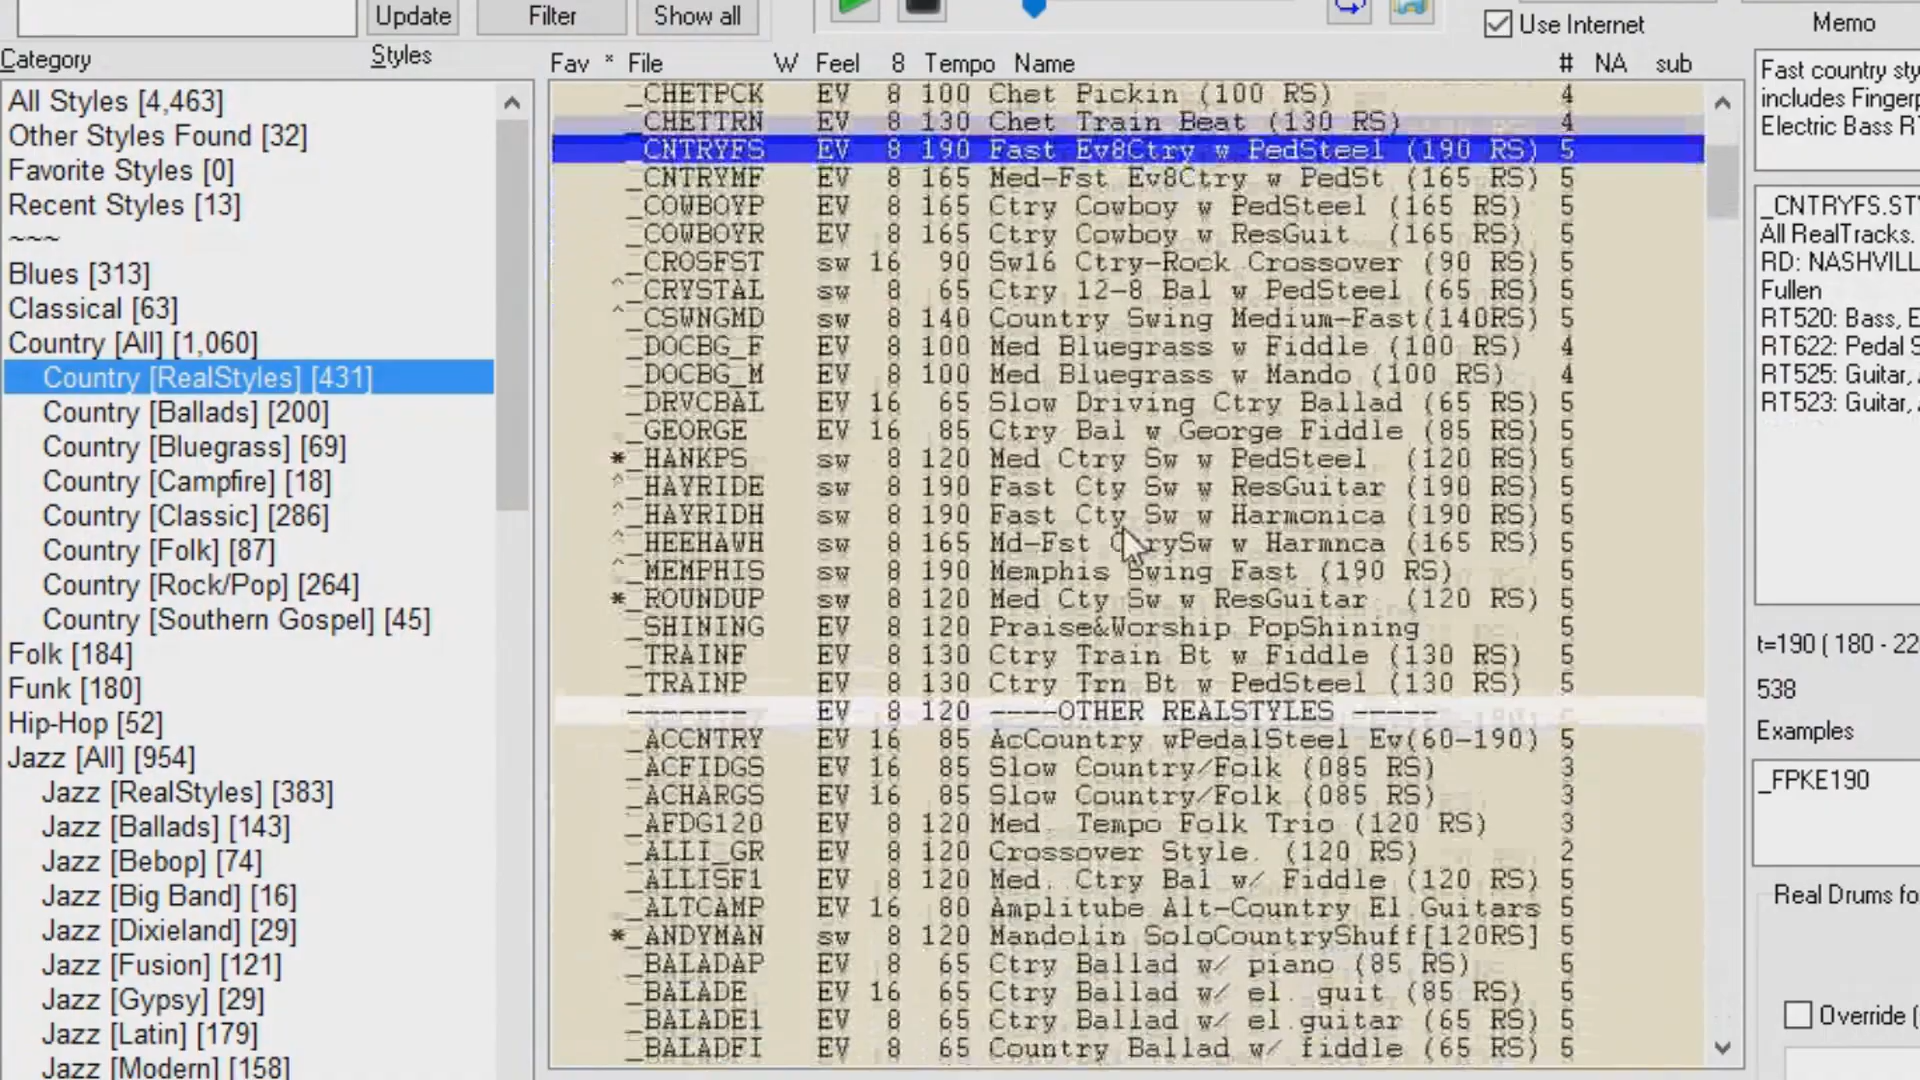 Update
Filter
Show all
Use Internet
Memo
Category
Styles
Fav * File W Feel 8 Tempo Name # NA sub
All Styles [4,463]
Other Styles Found [32]
Favorite Styles [0]
Recent Styles [13]
~~~
Blues [313]
Classical [63]
Country [All] [1,060]
Country [RealStyles] [431]
Country [Ballads] [200]
Country [Bluegrass] [69]
Country [Campfire] [18]
Country [Classic] [286]
Country [Folk] [87]
Country [Rock/Pop] [264]
Country [Southern Gospel] [45]
Folk [184]
Funk [180]
Hip-Hop [52]
Jazz [All] [954]
Jazz [RealStyles] [383]
Jazz [Ballads] [143]
Jazz [Bebop] [74]
Jazz [Big Band] [16]
Jazz [Dixieland] [29]
Jazz [Fusion] [121]
Jazz [Gypsy] [29]
Jazz [Latin] [179]
Jazz [Modern] [158]
_CHETPCK EV 8 100 Chet Pickin (100 RS) 4
_CHETTRN EV 8 130 Chet Train Beat (130 RS) 4
_CNTRYFS EV 8 190 Fast Ev8Ctry w PedSteel (190 RS) 5
_CNTRYMF EV 8 165 Med-Fst Ev8Ctry w PedSt (165 RS) 5
_COWBOYP EV 8 165 Ctry Cowboy w PedSteel (165 RS) 5
_COWBOYR EV 8 165 Ctry Cowboy w ResGuit (165 RS) 5
_CROSFST sw 16 90 Sw16 Ctry-Rock Crossover (90 RS) 5
^_CRYSTAL sw 8 65 Ctry 12-8 Bal w PedSteel (65 RS) 5
^_CSWNGMD sw 8 140 Country Swing Medium-Fast(140RS) 5
_DOCBG_F EV 8 100 Med Bluegrass w Fiddle (100 RS) 4
_DOCBG_M EV 8 100 Med Bluegrass w Mando (100 RS) 4
_DRVCBAL EV 16 65 Slow Driving Ctry Ballad (65 RS) 5
_GEORGE EV 16 85 Ctry Bal w George Fiddle (85 RS) 5
* _HANKPS sw 8 120 Med Ctry Sw w PedSteel (120 RS) 5
^_HAYRIDE sw 8 190 Fast Cty Sw w ResGuitar (190 RS) 5
^_HAYRIDH sw 8 190 Fast Cty Sw w Harmonica (190 RS) 5
^_HEEHAWH sw 8 165 Md-Fst CtrySw w Harmnca (165 RS) 5
^_MEMPHIS sw 8 190 Memphis Swing Fast (190 RS) 5
* _ROUNDUP sw 8 120 Med Cty Sw w ResGuitar (120 RS) 5
_SHINING EV 8 120 Praise&Worship PopShining 5
_TRAINF EV 8 130 Ctry Train Bt w Fiddle (130 RS) 5
_TRAINP EV 8 130 Ctry Trn Bt w PedSteel (130 RS) 5
------- EV 8 120 ----OTHER REALSTYLES -----
_ACCNTRY EV 16 85 AcCountry wPedalSteel Ev(60-190) 5
_ACFIDGS EV 16 85 Slow Country/Folk (085 RS) 3
_ACHARGS EV 16 85 Slow Country/Folk (085 RS) 3
_AFDG120 EV 8 120 Med. Tempo Folk Trio (120 RS) 3
_ALLI_GR EV 8 120 Crossover Style. (120 RS) 2
_ALLISF1 EV 8 120 Med. Ctry Bal w/ Fiddle (120 RS) 5
_ALTCAMP EV 16 80 Amplitube Alt-Country El.Guitars 5
* _ANDYMAN sw 8 120 Mandolin SoloCountryShuff[120RS] 5
_BALADAP EV 8 65 Ctry Ballad w/ piano (85 RS) 5
_BALADE EV 16 65 Ctry Ballad w/ el. guit (85 RS) 5
_BALADE1 EV 8 65 Ctry Ballad w/ el.guitar (65 RS) 5
_BALADFI EV 8 65 Country Ballad w/ fiddle (65 RS) 5
Fast country sty
includes Fingerp
Electric Bass R
_CNTRYFS.ST
All RealTracks.
RD: NASHVILL
Fullen
RT520: Bass, E
RT622: Pedal S
RT525: Guitar,
RT523: Guitar,
t=190 ( 180 - 22
538
Examples
_FPKE190
Real Drums fo
Override (